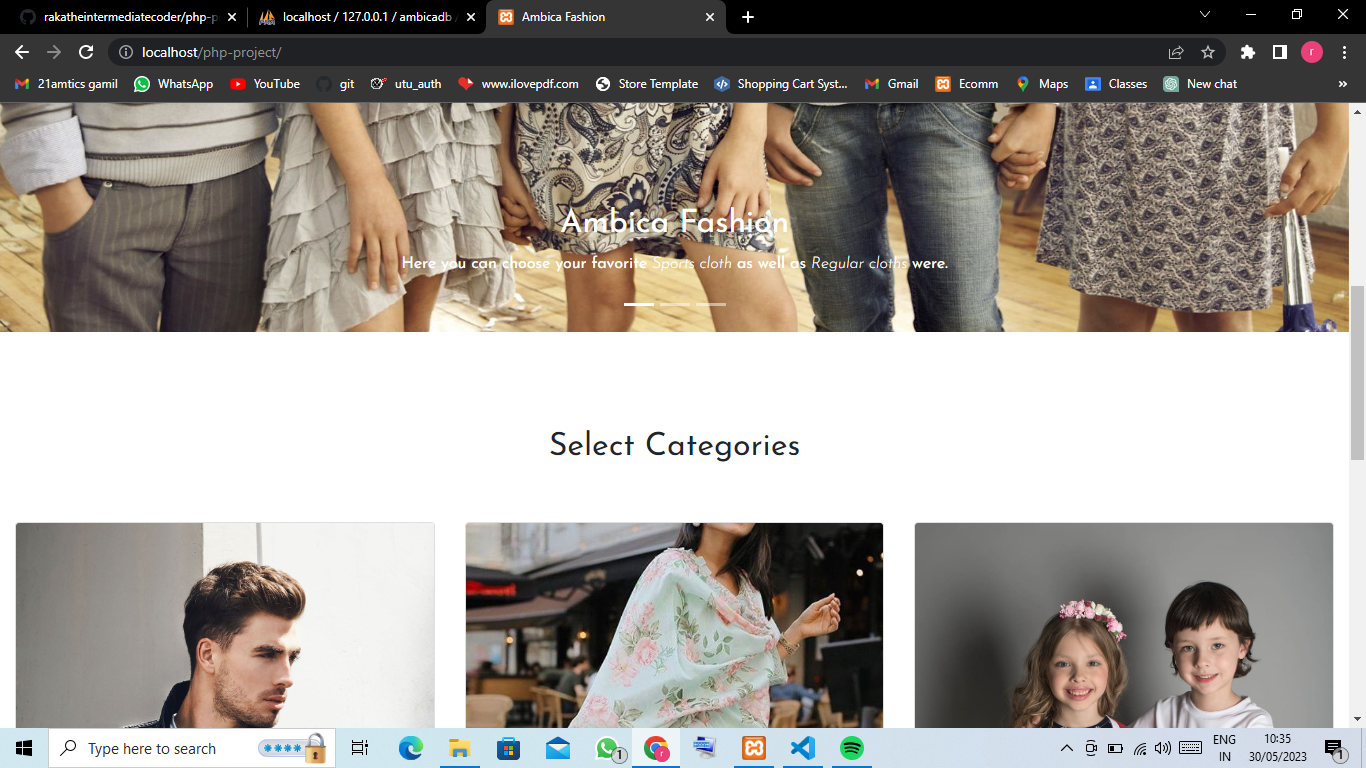 rakatheintermediatecoder/php-p
localhost / 127.0.0.1 / ambicadb
Ambica Fashion
localhost/php-project/
21amtics gamil
WhatsApp
YouTube
git
utu_auth
www.ilovepdf.com
Store Template
Shopping Cart Syst...
Gmail
Ecomm
Maps
Classes
New chat
»
Ambica Fashion
Here you can choose your favorite Sports cloth as well as Regular cloths were.
Select Categories
Type here to search
ENG
IN
10:35
30/05/2023